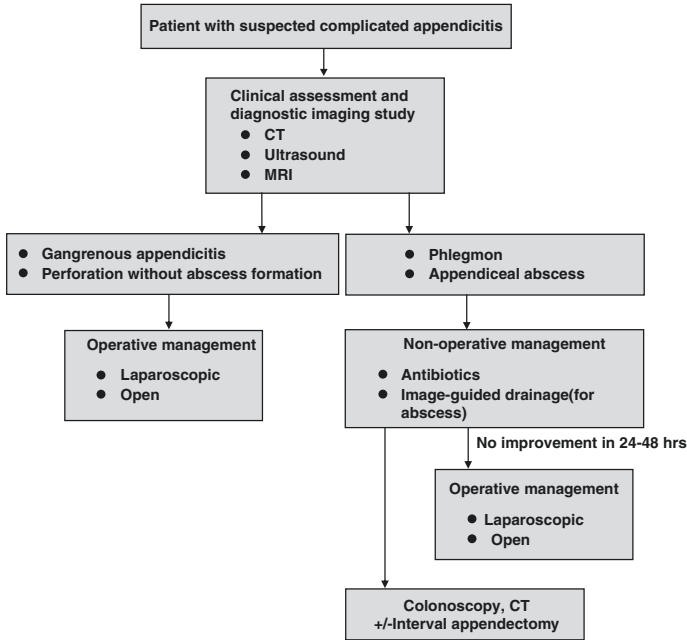 Patient with suspected complicated appendicitis
Clinical assessment and
diagnostic imaging study
● CT
● Ultrasound
● MRI
● Gangrenous appendicitis
● Perforation without abscess formation
● Phlegmon
● Appendiceal abscess
Operative management
● Laparoscopic
● Open
Non-operative management
● Antibiotics
● Image-guided drainage(for
abscess)
No improvement in 24-48 hrs
Operative management
● Laparoscopic
● Open
Colonoscopy, CT
+/-Interval appendectomy